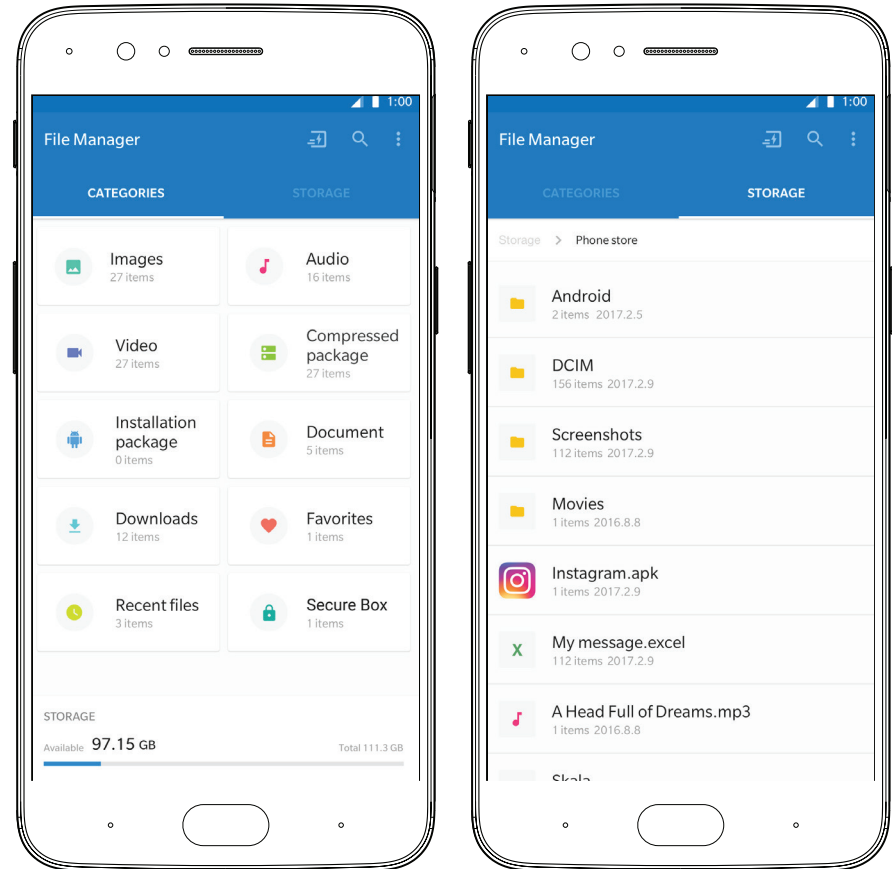 1:00
File Manager
CATEGORIES STORAGE
Images
27 items
Audio
16 items
Video
27 items
Compressed
package
27 items
Installation
package
0 items
Document
5 items
Downloads
12 items
Favorites
1 items
Recent files
3 items
Secure Box
1 items
STORAGE
Available 97.15 GB Total 111.3 GB
1:00
File Manager
CATEGORIES STORAGE
Storage > Phone store
Android
2 items 2017.2.5
DCIM
156 items 2017.2.9
Screenshots
112 items 2017.2.9
Movies
1 items 2016.8.8
Instagram.apk
1 items 2017.2.9
X
My message.excel
112 items 2017.2.9
A Head Full of Dreams.mp3
1 items 2016.8.8
Skala